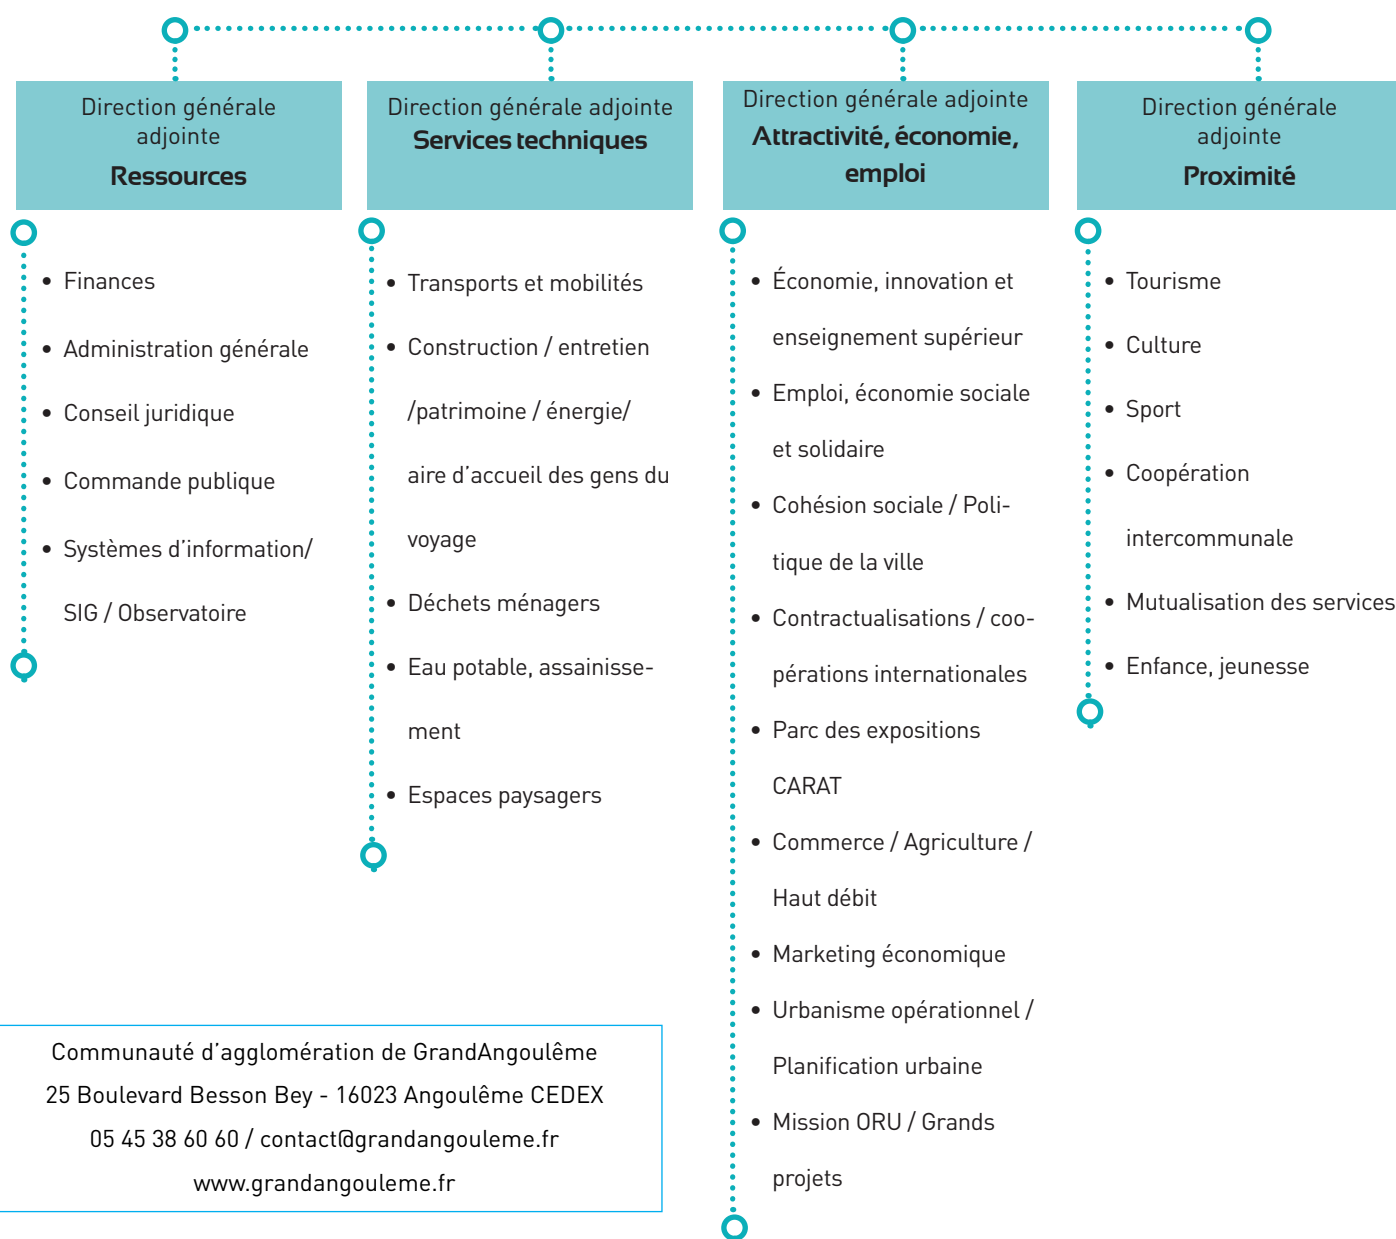 Direction générale
adjointe
Ressources
• Finances
• Administration générale
• Conseil juridique
• Commande publique
• Systèmes d'information/
SIG / Observatoire
Direction générale adjointe
Services techniques
• Transports et mobilités
• Construction / entretien
/patrimoine / énergie/
aire d'accueil des gens du
voyage
• Déchets ménagers
• Eau potable, assainisse-
ment
• Espaces paysagers
Direction générale adjointe
Attractivité, économie,
emploi
• Économie, innovation et
enseignement supérieur
• Emploi, économie sociale
et solidaire
• Cohésion sociale / Poli-
tique de la ville
• Contractualisations / coo-
pérations internationales
• Parc des expositions
CARAT
• Commerce / Agriculture /
Haut débit
• Marketing économique
• Urbanisme opérationnel /
Planification urbaine
• Mission ORU / Grands
projets
Direction générale
adjointe
Proximité
• Tourisme
• Culture
• Sport
• Coopération
intercommunale
• Mutualisation des services
• Enfance, jeunesse
Communauté d'agglomération de GrandAngoulême
25 Boulevard Besson Bey - 16023 Angoulême CEDEX
05 45 38 60 60 / contact@grandangouleme.fr
www.grandangouleme.fr